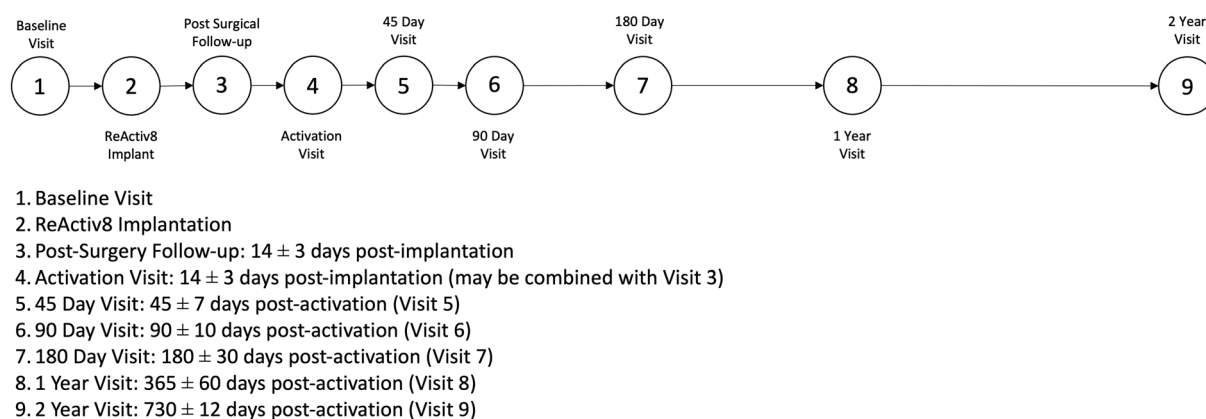 Baseline
Visit
Post Surgical
Follow-up
45 Day
Visit
180 Day
Visit
2 Year
Visit
1
2
3
4
5
6
7
8
9
ReActiv8
Implant
Activation
Visit
90 Day
Visit
1 Year
Visit
1. Baseline Visit
2. ReActiv8 Implantation
3. Post-Surgery Follow-up: 14 ± 3 days post-implantation
4. Activation Visit: 14 ± 3 days post-implantation (may be combined with Visit 3)
5. 45 Day Visit: 45 ± 7 days post-activation (Visit 5)
6. 90 Day Visit: 90 ± 10 days post-activation (Visit 6)
7. 180 Day Visit: 180 ± 30 days post-activation (Visit 7)
8. 1 Year Visit: 365 ± 60 days post-activation (Visit 8)
9. 2 Year Visit: 730 ± 12 days post-activation (Visit 9)